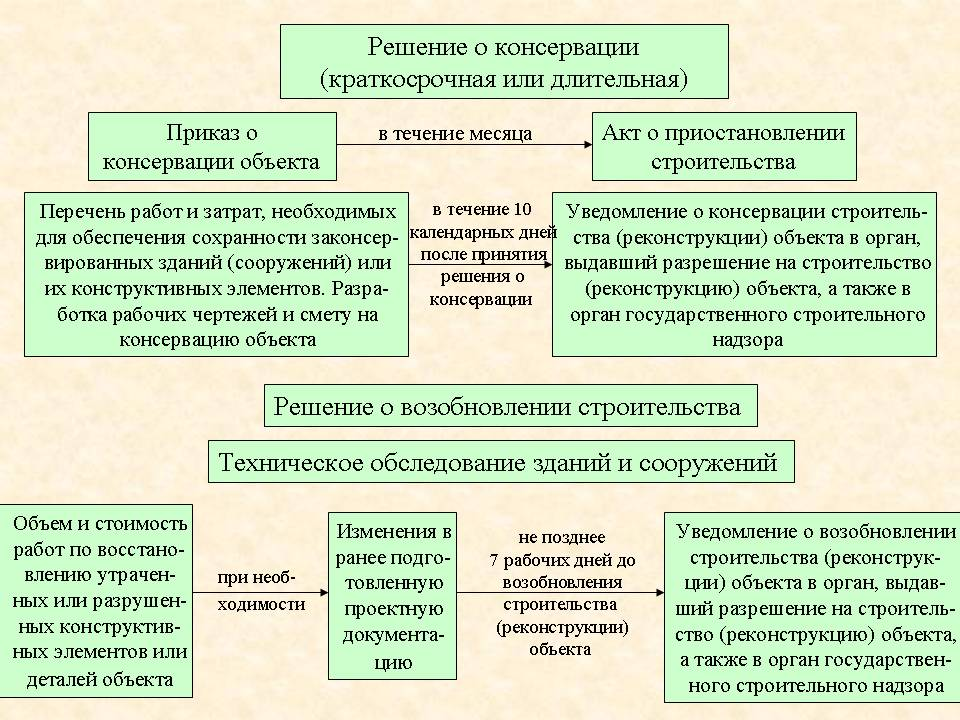 Решение о консервации
(краткосрочная или длительная)
Приказ о
консервации объекта
в течение месяца
Акт о приостановлении
строительства
Перечень работ и затрат, необходимых
для обеспечения сохранности законсер-
вированных зданий (сооружений) или
их конструктивных элементов. Разра-
ботка рабочих чертежей и смету на
консервацию объекта
в течение 10
календарных дней
после принятия
решения о
консервации
Уведомление о консервации строитель-
ства (реконструкции) объекта в орган,
выдавший разрешение на строительство
(реконструкцию) объекта, а также в
орган государственного строительного
надзора
Решение о возобновлении строительства
Техническое обследование зданий и сооружений
Объем и стоимость
работ по восстано-
влению утрачен-
ных или разрушен-
ных конструктив-
ных элементов или
деталей объекта
при необ-
ходимости
Изменения в
ранее подго-
товленную
проектную
документа-
цию
не позднее
7 рабочих дней до
возобновления
строительства
(реконструкции)
объекта
Уведомление о возобновлении
строительства (реконструк-
ции) объекта в орган, выдав-
ший разрешение на строитель-
ство (реконструкцию) объекта,
а также в орган государствен-
ного строительного надзора